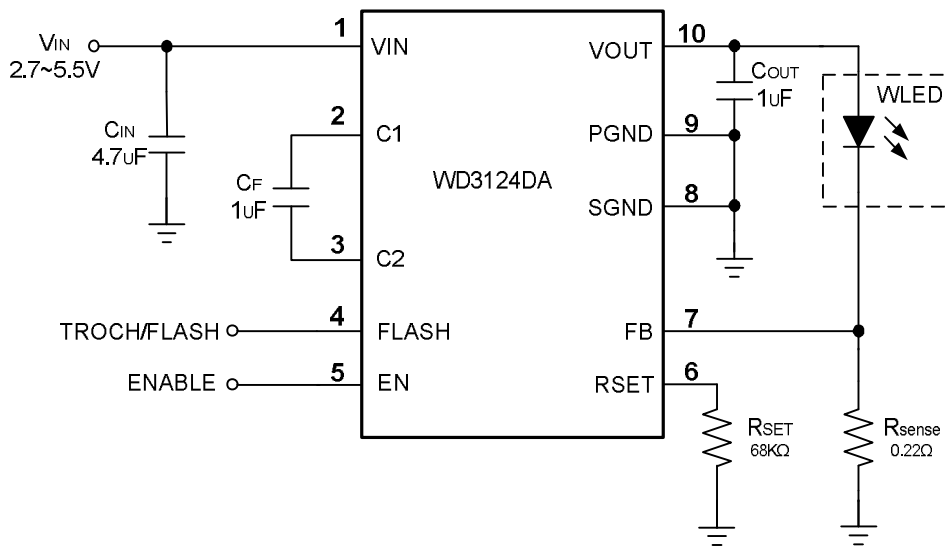 VIN
2.7~5.5V
CIN
4.7uF
CF
1uF
TROCH/FLASH
ENABLE
1
2
3
4
5
VIN
C1
C2
FLASH
EN
WD3124DA
VOUT
PGND
SGND
FB
RSET
10
9
8
7
6
COUT
1uF
WLED
RSET
68KΩ
Rsense
0.22Ω